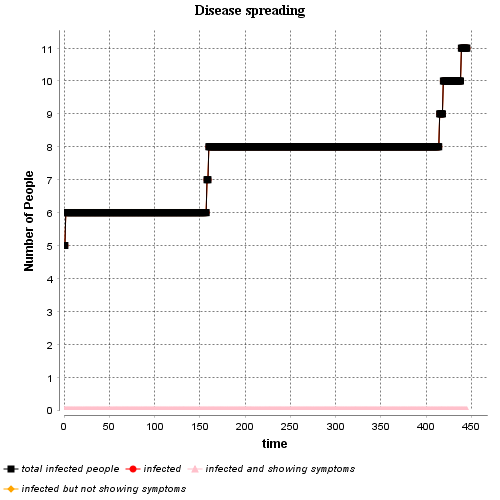 Disease spreading
Number of People
11
10
9
8
7
6
5
4
3
2
1
0
0 50 100 150 200 250 300 350 400 450
time
total infected people infected infected and showing symptoms
infected but not showing symptoms